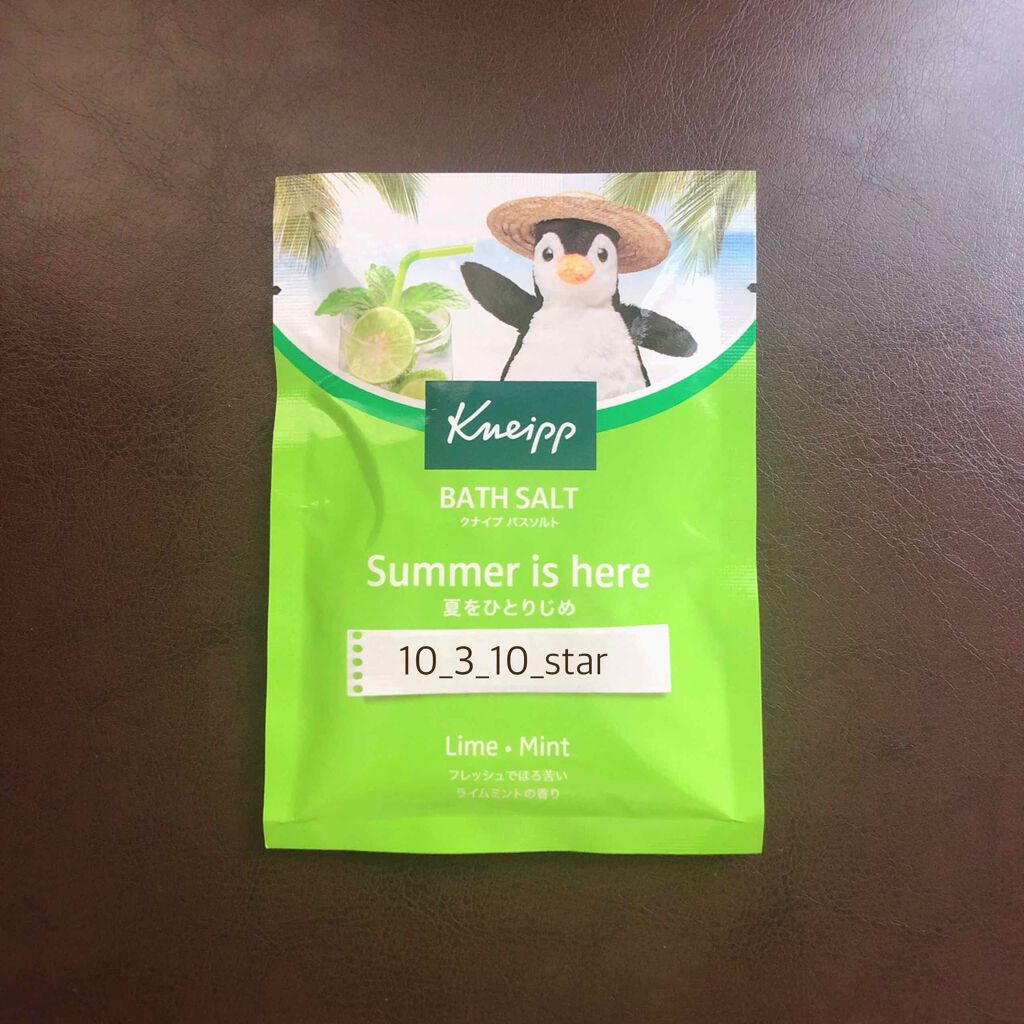 Kneipp
BATH SALT
クナイプ バスソルト
Summer is here
夏をひとりじめ
10_3_10_star
Lime • Mint
フレッシュでほろ苦い
ライムミントの香り